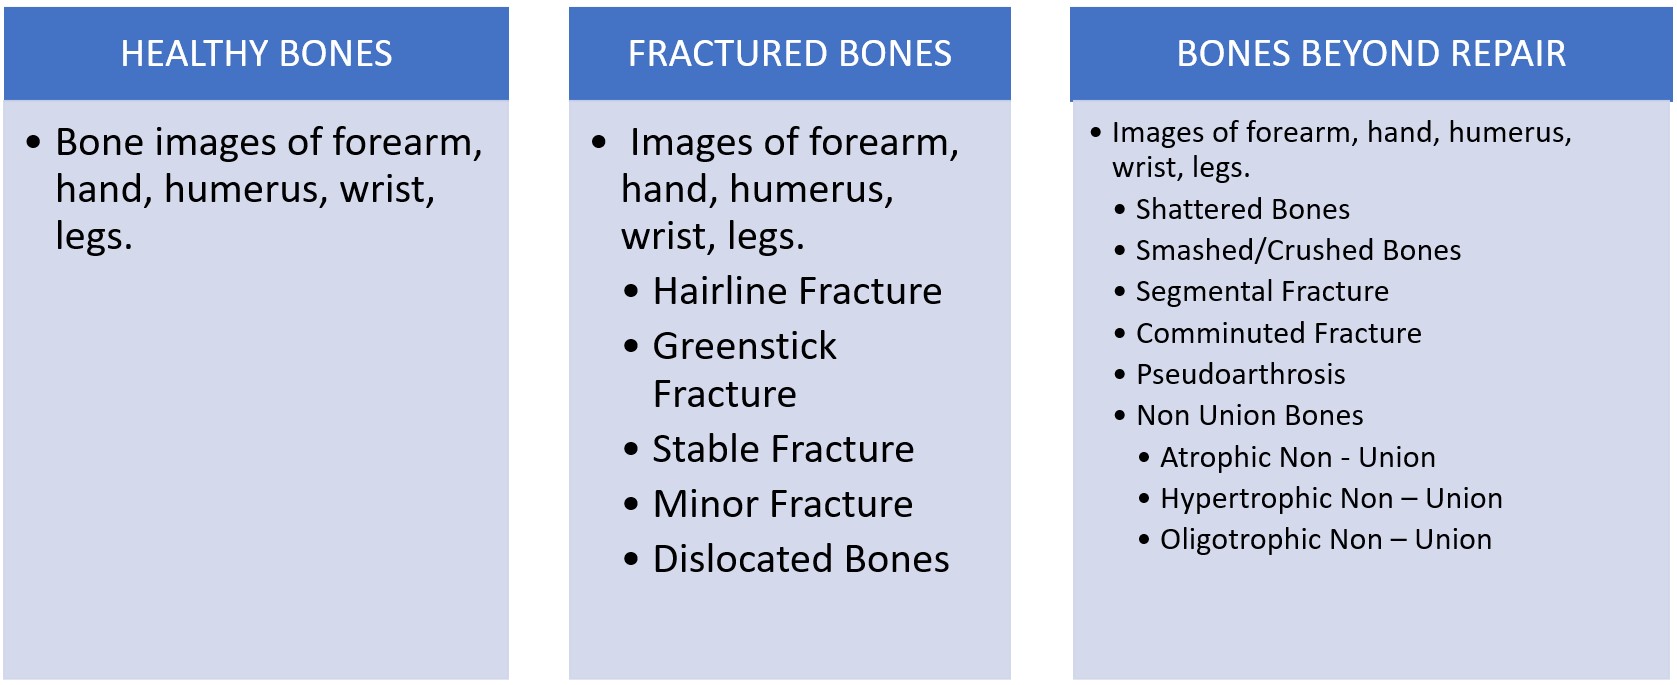 HEALTHY BONES
• Bone images of forearm,
hand, humerus, wrist,
legs.
FRACTURED BONES
• Images of forearm,
hand, humerus,
wrist, legs.
• Hairline Fracture
• Greenstick
Fracture
• Stable Fracture
• Minor Fracture
• Dislocated Bones
BONES BEYOND REPAIR
• Images of forearm, hand, humerus,
wrist, legs.
• Shattered Bones
• Smashed/Crushed Bones
• Segmental Fracture
• Comminuted Fracture
• Pseudoarthrosis
• Non Union Bones
• Atrophic Non - Union
• Hypertrophic Non – Union
• Oligotrophic Non – Union